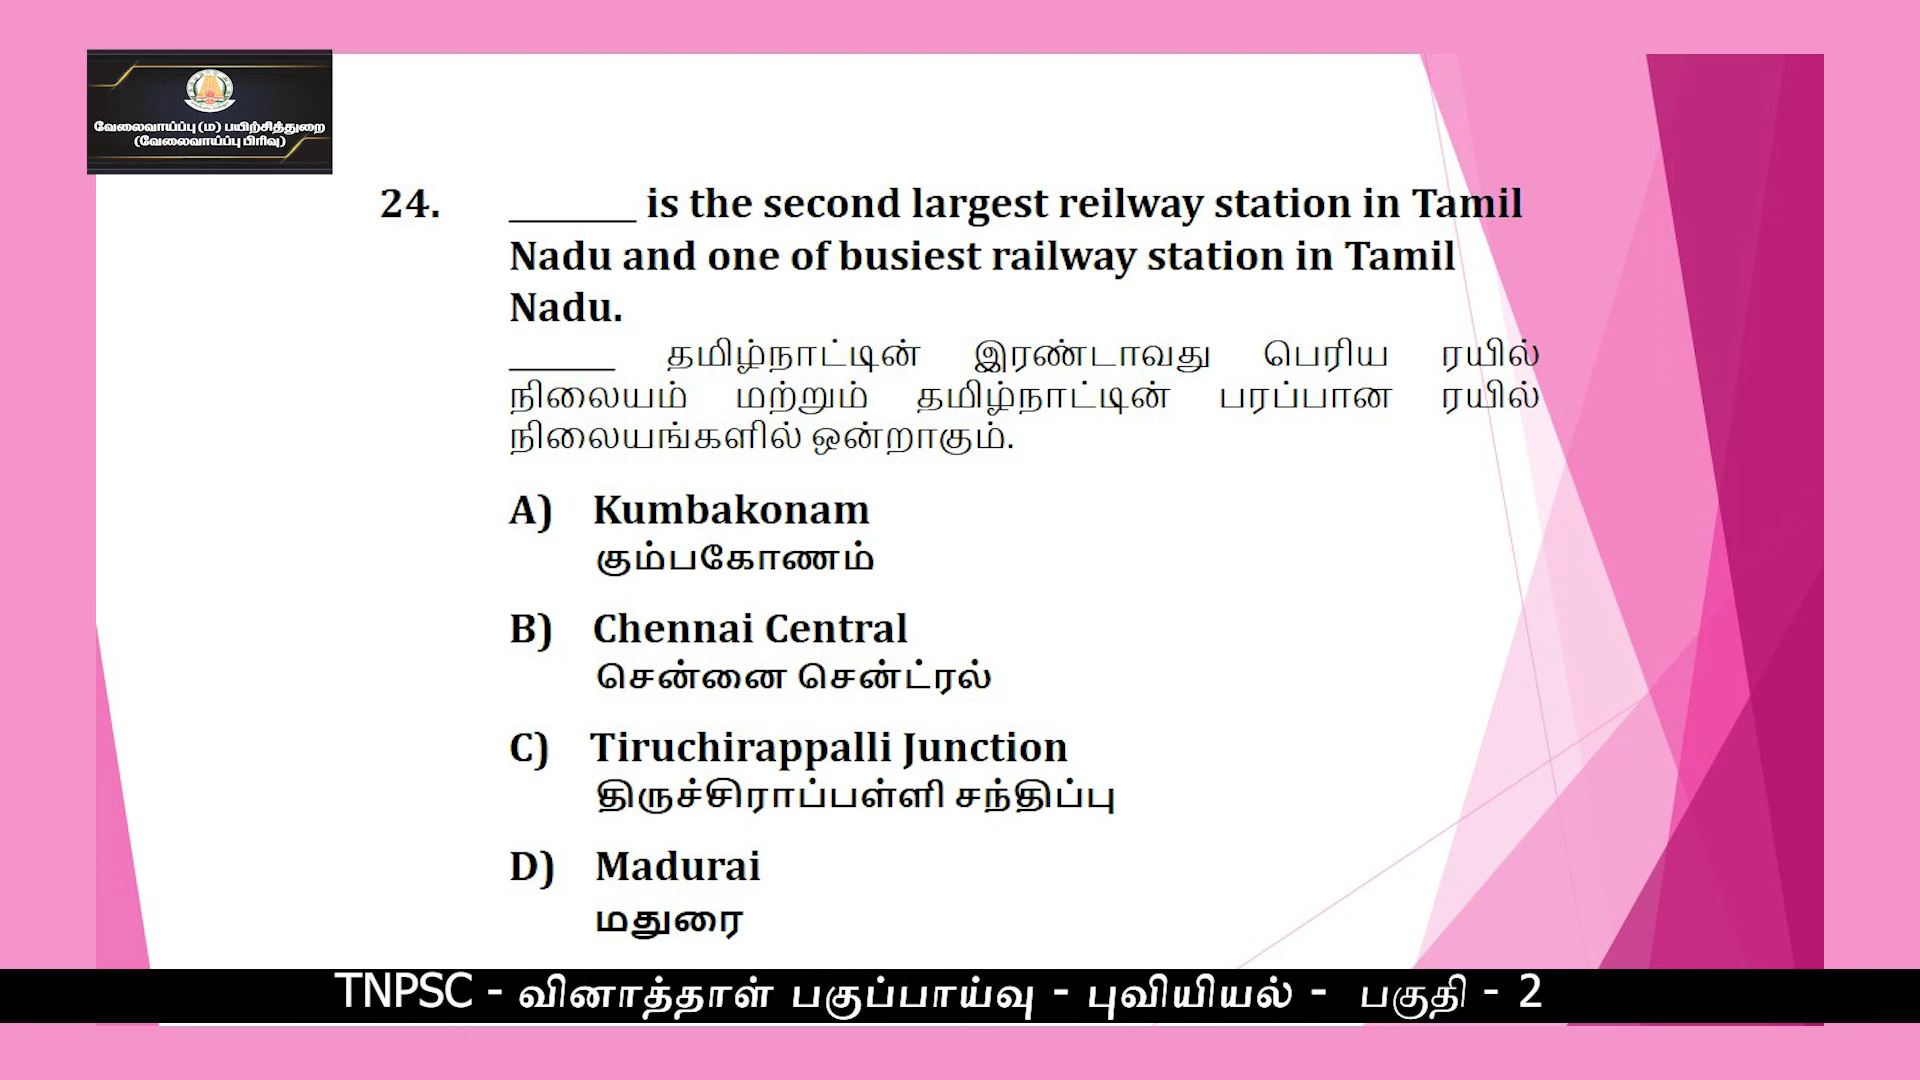 வேலைவாய்ப்பு (ம) பயிற்சித்துறை
(வேலைவாய்ப்பு பிரிவு)
24. ______ is the second largest reilway station in Tamil
Nadu and one of busiest railway station in Tamil
Nadu.
_____ தமிழ்நாட்டின் இரண்டாவது பெரிய ரயில்
நிலையம் மற்றும் தமிழ்நாட்டின் பரப்பான ரயில்
நிலையங்களில் ஒன்றாகும்.
A) Kumbakonam
கும்பகோணம்
B) Chennai Central
சென்னை சென்ட்ரல்
C) Tiruchirappalli Junction
திருச்சிராப்பள்ளி சந்திப்பு
D) Madurai
மதுரை
TNPSC - வினாத்தாள் பகுப்பாய்வு - புவியியல் - பகுதி - 2